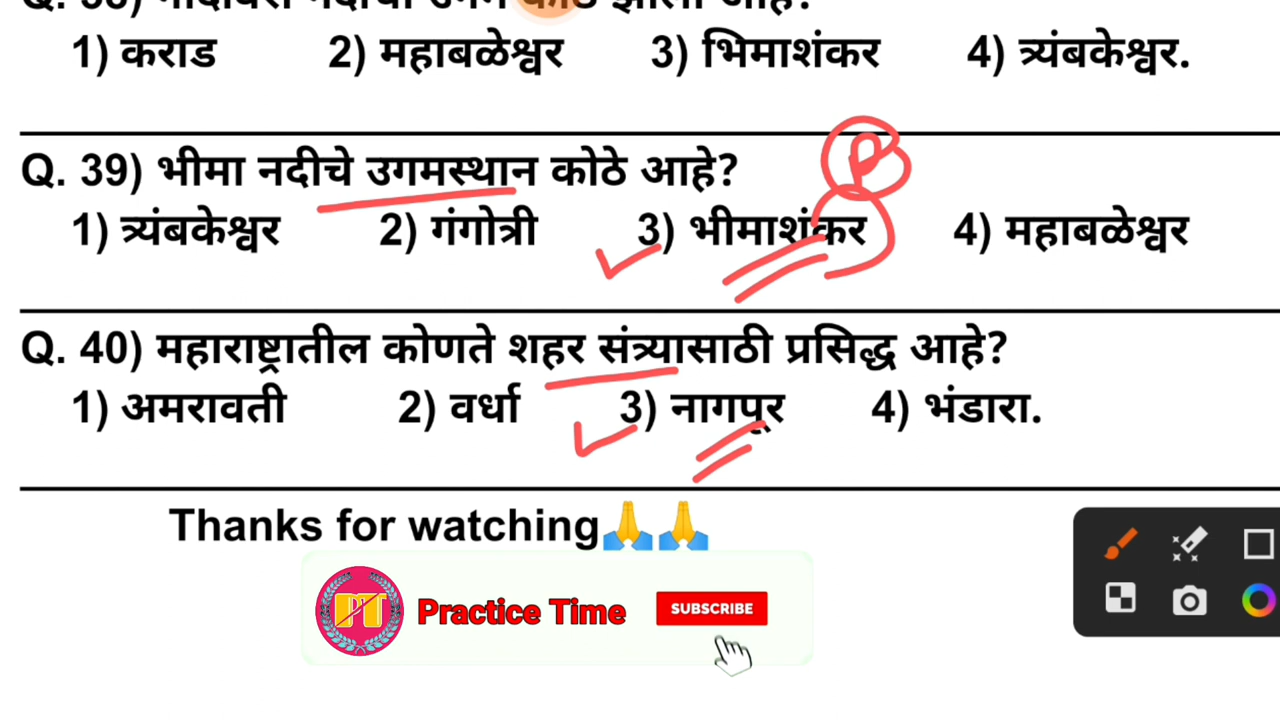 1) कराड 2) महाबळेश्वर 3) भिमाशंकर 4) त्र्यंबकेश्वर.
Q. 39) भीमा नदीचे उगमस्थान कोठे आहे?
1) त्र्यंबकेश्वर 2) गंगोत्री 3) भीमाशंकर 4) महाबळेश्वर
Q. 40) महाराष्ट्रातील कोणते शहर संत्र्यासाठी प्रसिद्ध आहे?
1) अमरावती 2) वर्धा 3) नागपूर 4) भंडारा.
Thanks for watching🙏🙏
PT Practice Time SUBSCRIBE